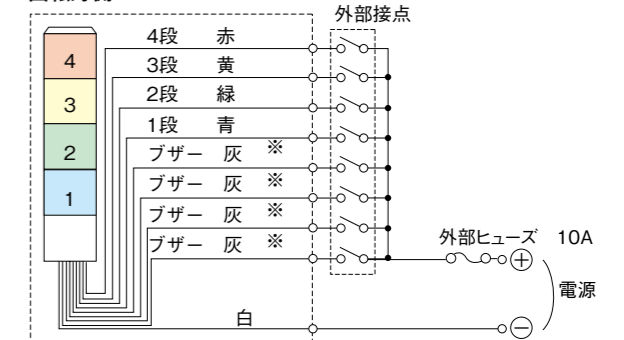 外部接点
4段 赤
3段 黄
2段 緑
1段 青
ブザー 灰 ※
ブザー 灰 ※
ブザー 灰 ※
ブザー 灰 ※
4
3
2
1
外部ヒューズ 10A
電源
白